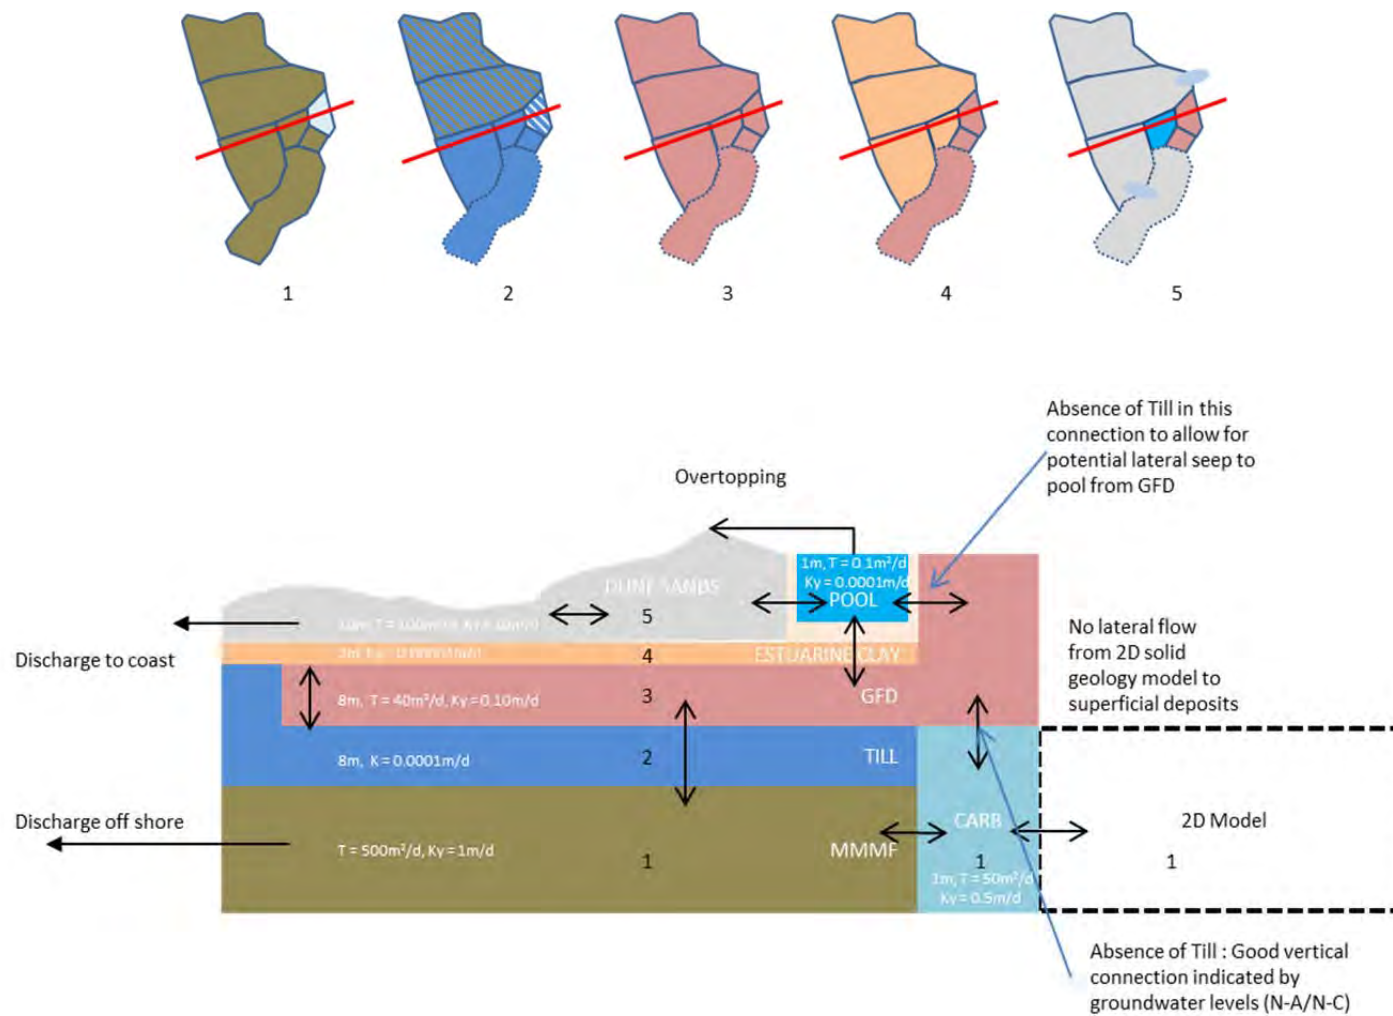 1
2
3
4
5
Absence of Till in this
connection to allow for
potential lateral seep to
pool from GFD
Overtopping
1m, T = 0.1m²/d
Ky = 0.0001m/d
POOL
DUNE SANDS
5
Discharge to coast
4
ESTUARINE CLAY
No lateral flow
from 2D solid
geology model to
superficial deposits
8m, T = 40m²/d, Ky = 0.10m/d
3
GFD
8m, K = 0.0001m/d
2
TILL
Discharge off shore
T = 500m²/d, Ky = 1m/d
1
MMMF
CARB
1
1m, T = 50m²/d
Ky = 0.5m/d
2D Model
1
Absence of Till : Good vertical
connection indicated by
groundwater levels (N-A/N-C)